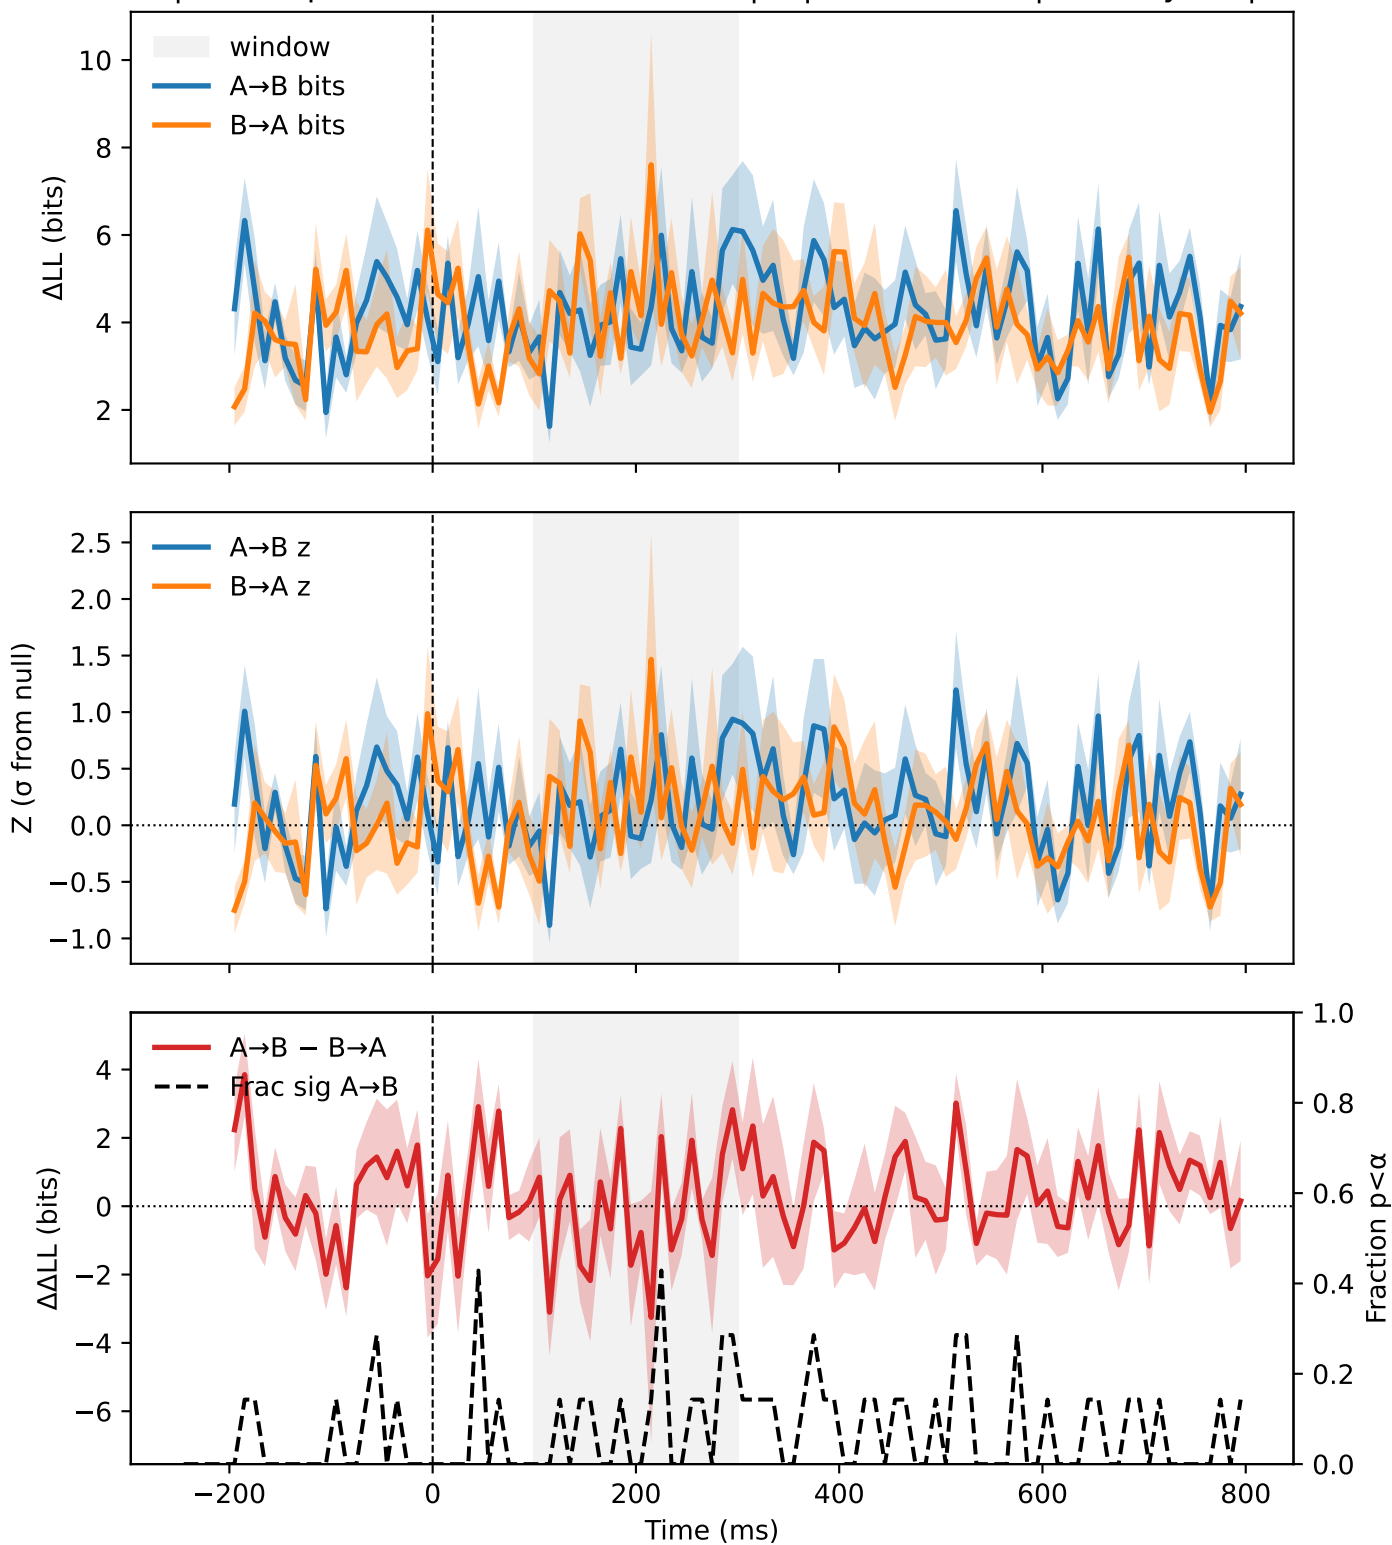 window
A→B bits
B→A bits
ΔLL (bits)
10
8
6
4
2
A→B z
B→A z
Z (σ from null)
2.5
2.0
1.5
1.0
0.5
0.0
−0.5
−1.0
A→B − B→A
Frac sig A→B
ΔΔLL (bits)
4
2
0
−2
−4
−6
1.0
0.8
0.6
0.4
0.2
0.0
Fraction p<α
−200
0
200
400
600
800
Time (ms)